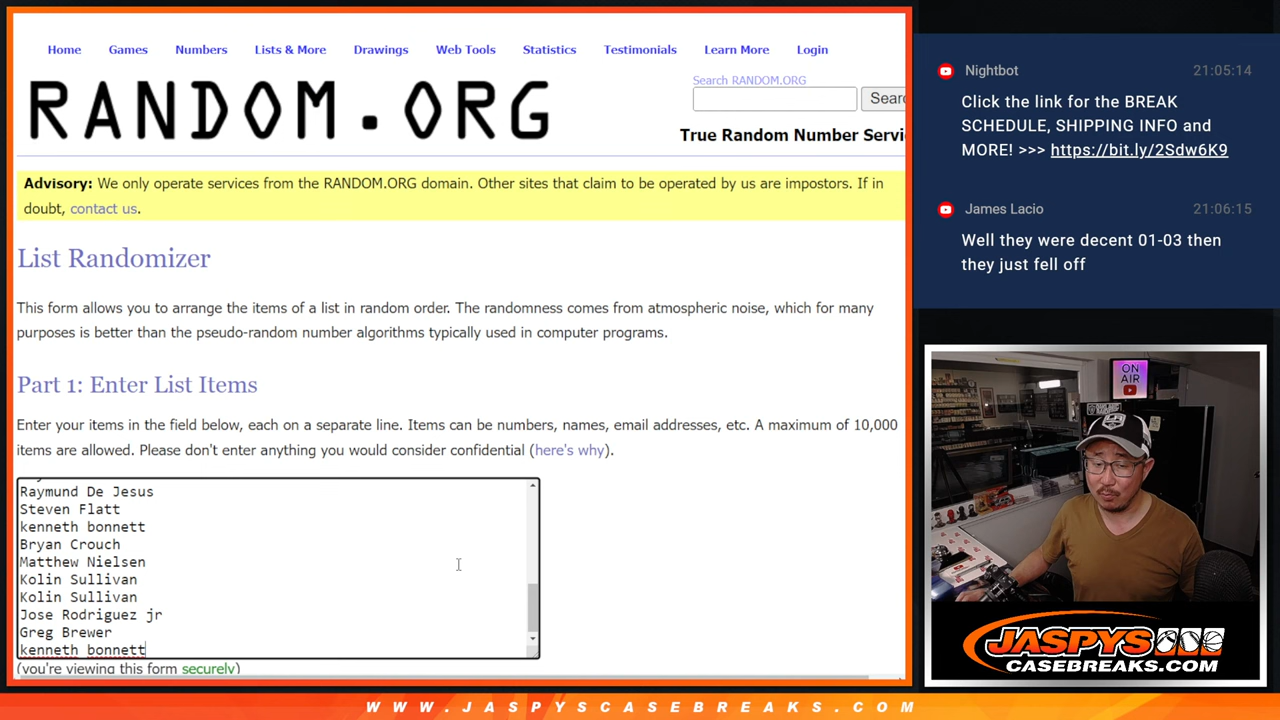 Home Games Numbers Lists & More Drawings Web Tools Statistics Testimonials Learn More Login
RANDOM.ORG
Search RANDOM.ORG
Sear
True Random Number Servi
Advisory: We only operate services from the RANDOM.ORG domain. Other sites that claim to be operated by us are impostors. If in
doubt, contact us.
List Randomizer
This form allows you to arrange the items of a list in random order. The randomness comes from atmospheric noise, which for many
purposes is better than the pseudo-random number algorithms typically used in computer programs.
Part 1: Enter List Items
Enter your items in the field below, each on a separate line. Items can be numbers, names, email addresses, etc. A maximum of 10,000
items are allowed. Please don't enter anything you would consider confidential (here's why).
Raymund De Jesus
Steven Flatt
kenneth bonnett
Bryan Crouch
Matthew Nielsen
Kolin Sullivan
Kolin Sullivan
Jose Rodriguez jr
Greg Brewer
kenneth bonnett
(you're viewing this form securely)
Nightbot 21:05:14
Click the link for the BREAK
SCHEDULE, SHIPPING INFO and
MORE! >>> https://bit.ly/2Sdw6K9
James Lacio 21:06:15
Well they were decent 01-03 then
they just fell off
ON
AIR
JASPYS
CASEBREAKS.COM
WWW.JASPYSCASEBREAKS.COM